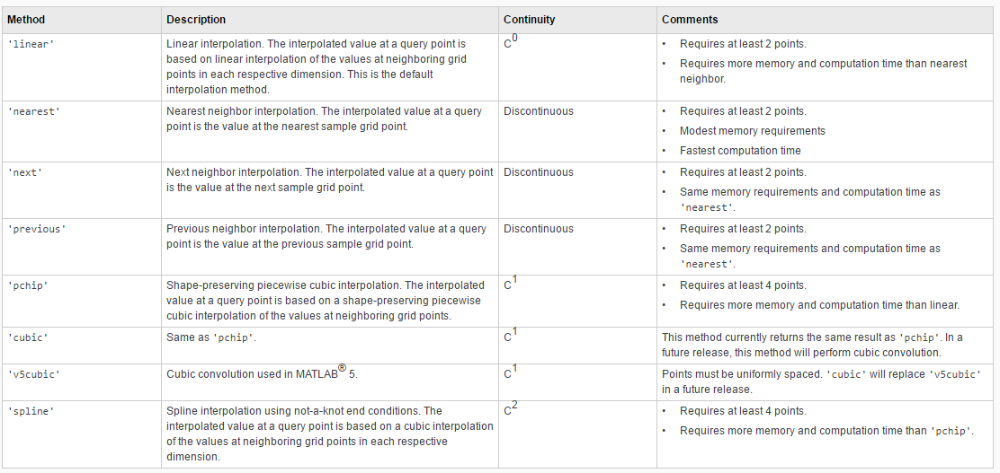 Method Description Continuity Comments
'linear' Linear interpolation. The interpolated value at a query point is C0 • Requires at least 2 points.
based on linear interpolation of the values at neighboring grid • Requires more memory and computation time than nearest
points in each respective dimension. This is the default neighbor.
interpolation method.
'nearest' Nearest neighbor interpolation. The interpolated value at a query Discontinuous • Requires at least 2 points.
point is the value at the nearest sample grid point. • Modest memory requirements
• Fastest computation time
'next' Next neighbor interpolation. The interpolated value at a query point Discontinuous • Requires at least 2 points.
is the value at the next sample grid point. • Same memory requirements and computation time as
'nearest'.
'previous' Previous neighbor interpolation. The interpolated value at a query Discontinuous • Requires at least 2 points.
point is the value at the previous sample grid point. • Same memory requirements and computation time as
'nearest'.
'pchip' Shape-preserving piecewise cubic interpolation. The interpolated C1 • Requires at least 4 points.
value at a query point is based on a shape-preserving piecewise • Requires more memory and computation time than linear.
cubic interpolation of the values at neighboring grid points.
'cubic' Same as 'pchip'. C1 This method currently returns the same result as 'pchip'. In a
future release, this method will perform cubic convolution.
'v5cubic' Cubic convolution used in MATLAB® 5. C1 Points must be uniformly spaced. 'cubic' will replace 'v5cubic'
in a future release.
'spline' Spline interpolation using not-a-knot end conditions. The C2 • Requires at least 4 points.
interpolated value at a query point is based on a cubic interpolation • Requires more memory and computation time than 'pchip'.
of the values at neighboring grid points in each respective
dimension.